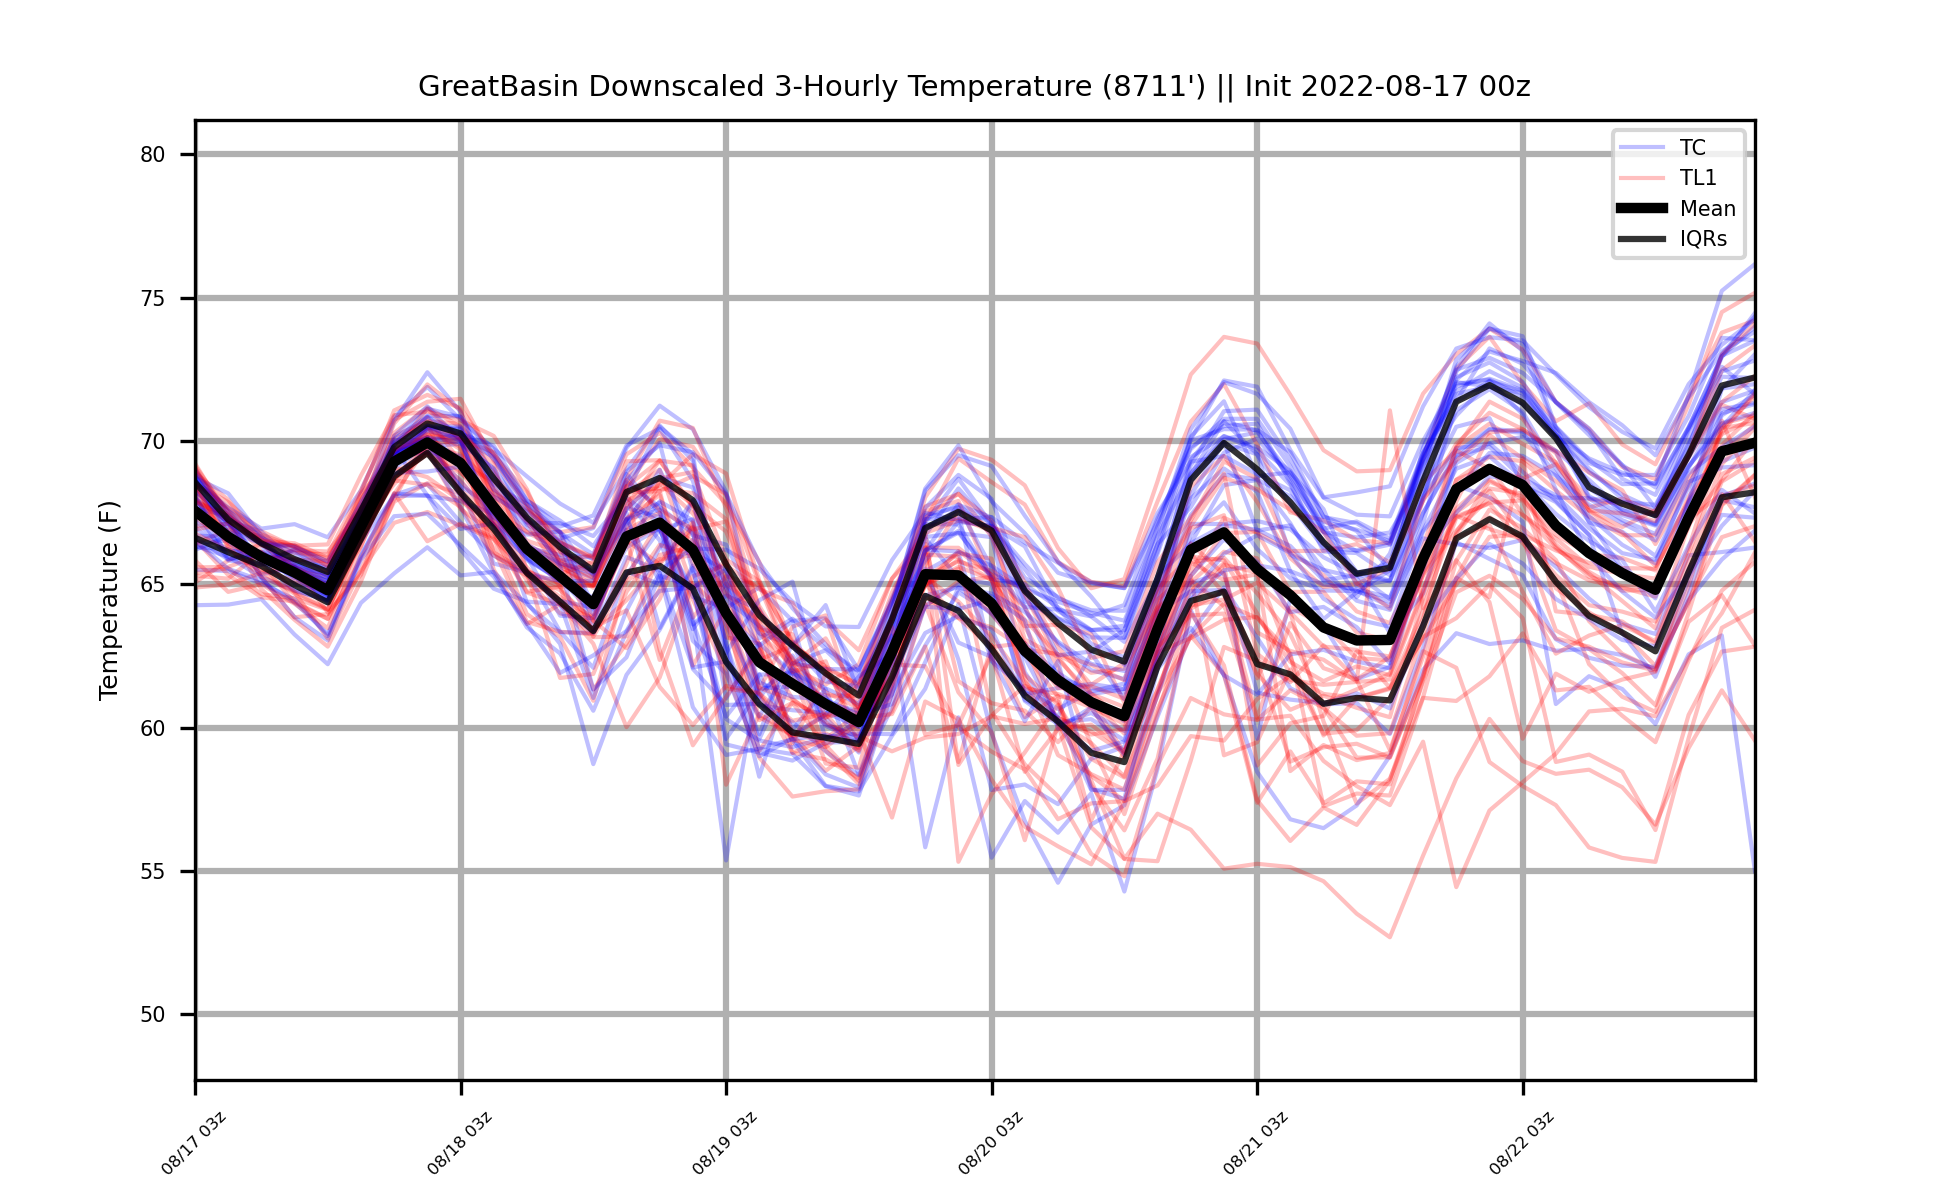 GreatBasin Downscaled 3-Hourly Temperature (8711') || Init 2022-08-17 00z
TC
TL1
Mean
IQRs
Temperature (F)
80
75
70
65
60
55
50
08/17 03z
08/18 03z
08/19 03z
08/20 03z
08/21 03z
08/22 03z